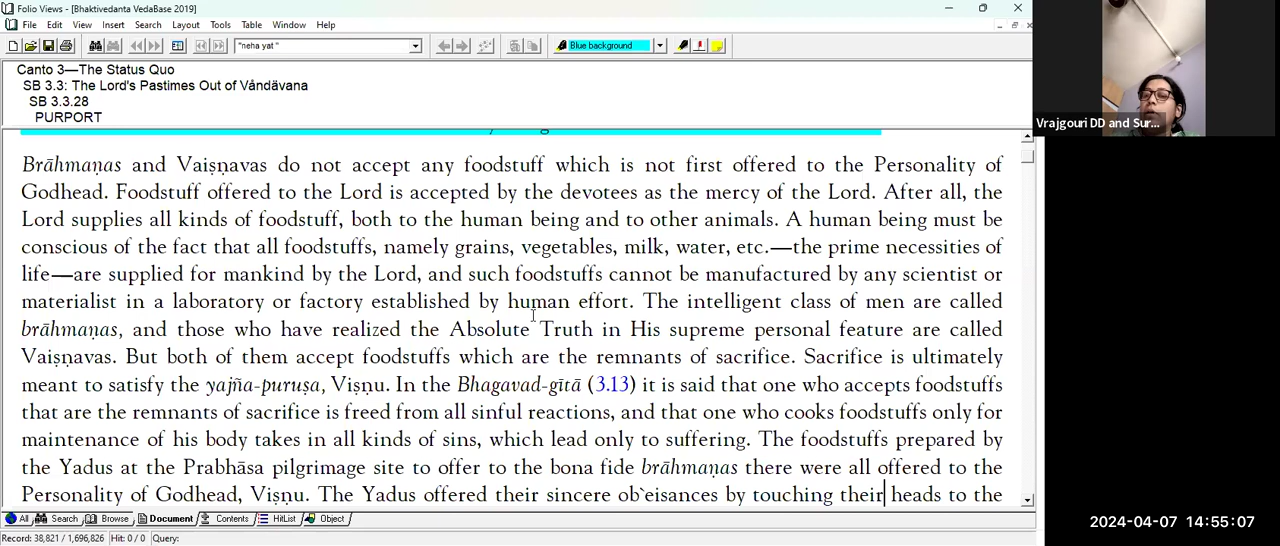 Folio Views - [Bhaktivedanta VedaBase 2019]
File Edit View Insert Search Layout Tools Table Window Help
"neha yat " Blue background
Canto 3—The Status Quo
SB 3.3: The Lord's Pastimes Out of Våndävana
SB 3.3.28
PURPORT
Brāhmaṇas and Vaiṣṇavas do not accept any foodstuff which is not first offered to the Personality of
Godhead. Foodstuff offered to the Lord is accepted by the devotees as the mercy of the Lord. After all, the
Lord supplies all kinds of foodstuff, both to the human being and to other animals. A human being must be
conscious of the fact that all foodstuffs, namely grains, vegetables, milk, water, etc.—the prime necessities of
life—are supplied for mankind by the Lord, and such foodstuffs cannot be manufactured by any scientist or
materialist in a laboratory or factory established by human effort. The intelligent class of men are called
brāhmaṇas, and those who have realized the Absolute Truth in His supreme personal feature are called
Vaiṣṇavas. But both of them accept foodstuffs which are the remnants of sacrifice. Sacrifice is ultimately
meant to satisfy the yajña-puruṣa, Viṣṇu. In the Bhagavad-gītā (3.13) it is said that one who accepts foodstuffs
that are the remnants of sacrifice is freed from all sinful reactions, and that one who cooks foodstuffs only for
maintenance of his body takes in all kinds of sins, which lead only to suffering. The foodstuffs prepared by
the Yadus at the Prabhāsa pilgrimage site to offer to the bona fide brāhmaṇas there were all offered to the
Personality of Godhead, Viṣṇu. The Yadus offered their sincere ob`eisances by touching their heads to the
All Search Browse Document Contents HitList Object
Record: 38,821 / 1,696,826 Hit: 0 / 0 Query:
Vrajgouri DD and Sur...
2024-04-07 14:55:07